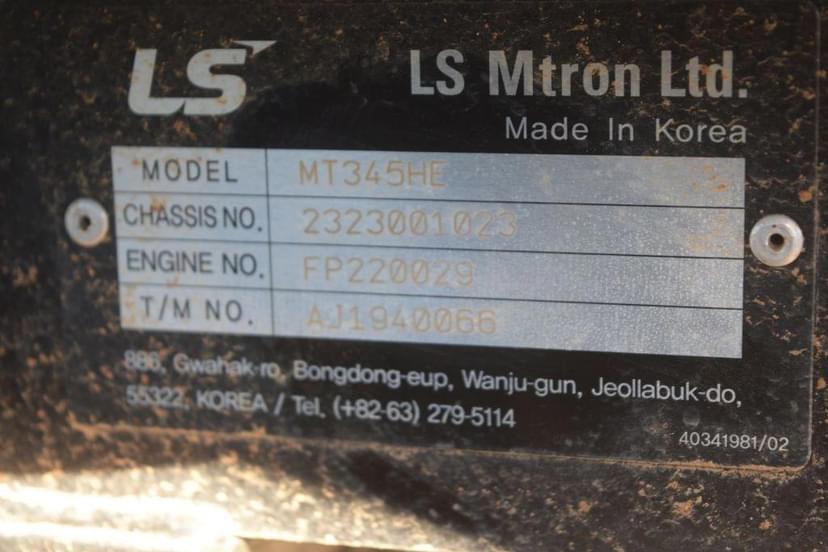 LS
LS Mtron Ltd.
Made In Korea
MODEL MT345HE
CHASSIS NO. 2323001023
ENGINE NO. FP220029
T/M NO. AJ1940066
886, Gwahak-ro, Bongdong-eup, Wanju-gun, Jeollabuk-do,
55322, KOREA / Tel. (+82-63) 279-5114
40341981/02